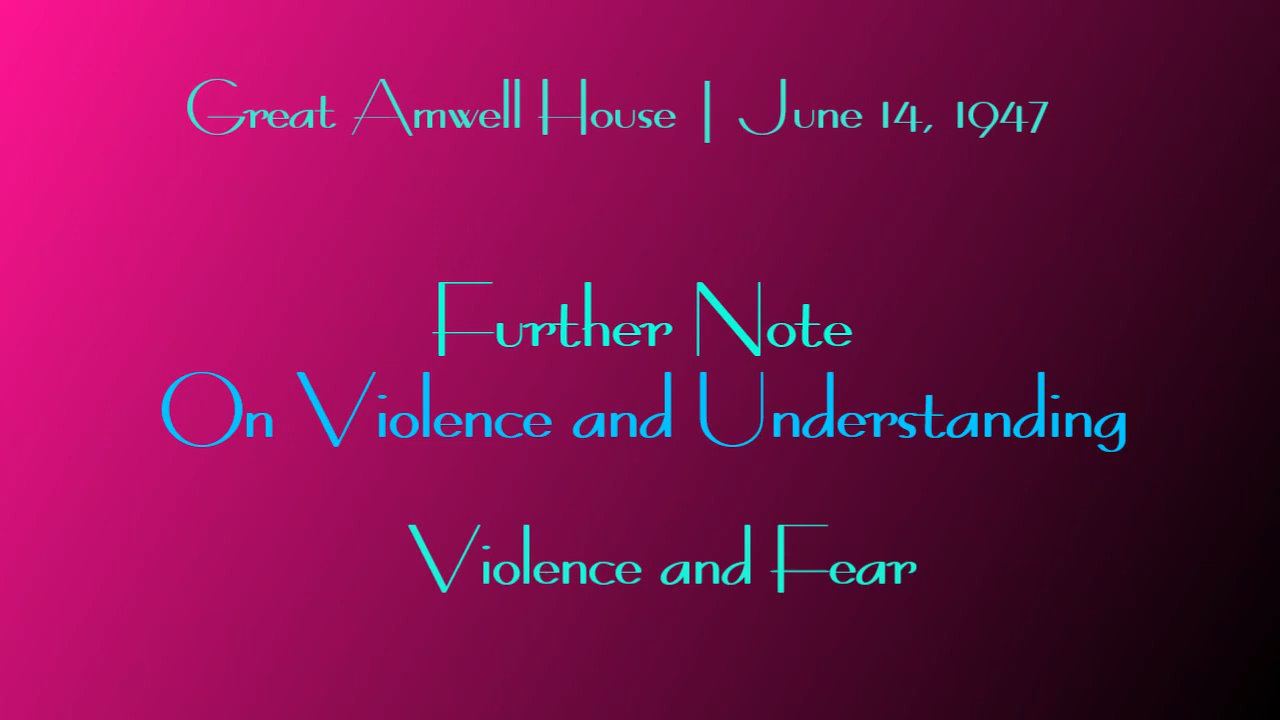 Great Amwell House | June 14, 1947
Further Note
On Violence and Understanding
Violence and Fear